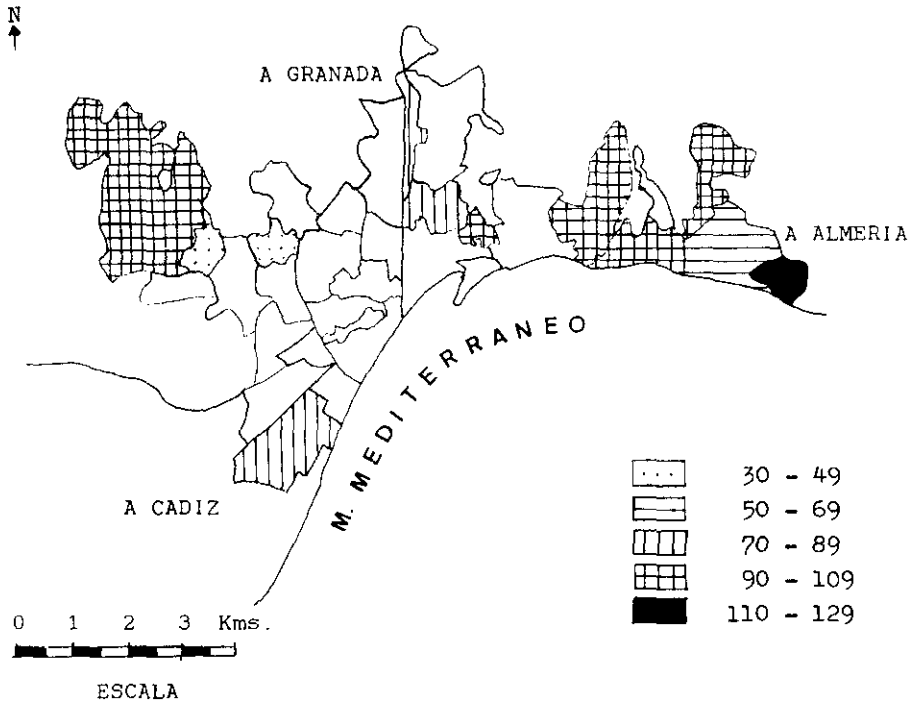 N
A GRANADA
A ALMERIA
M. MEDITERRANEO
A CADIZ
30 - 49
50 - 69
70 - 89
90 - 109
110 - 129
0 1 2 3 Kms.
ESCALA